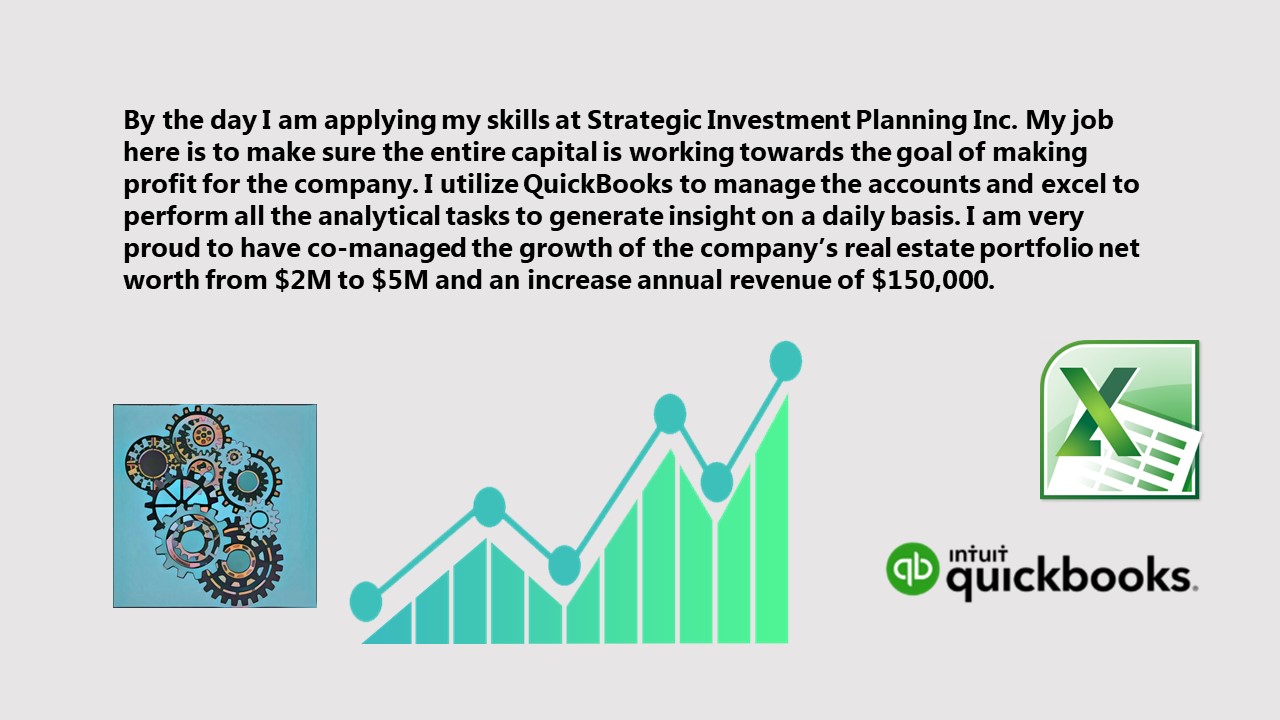 By the day I am applying my skills at Strategic Investment Planning Inc. My job
here is to make sure the entire capital is working towards the goal of making
profit for the company. I utilize QuickBooks to manage the accounts and excel to
perform all the analytical tasks to generate insight on a daily basis. I am very
proud to have co-managed the growth of the company’s real estate portfolio net
worth from $2M to $5M and an increase annual revenue of $150,000.
X
qb
intuit
quickbooks.